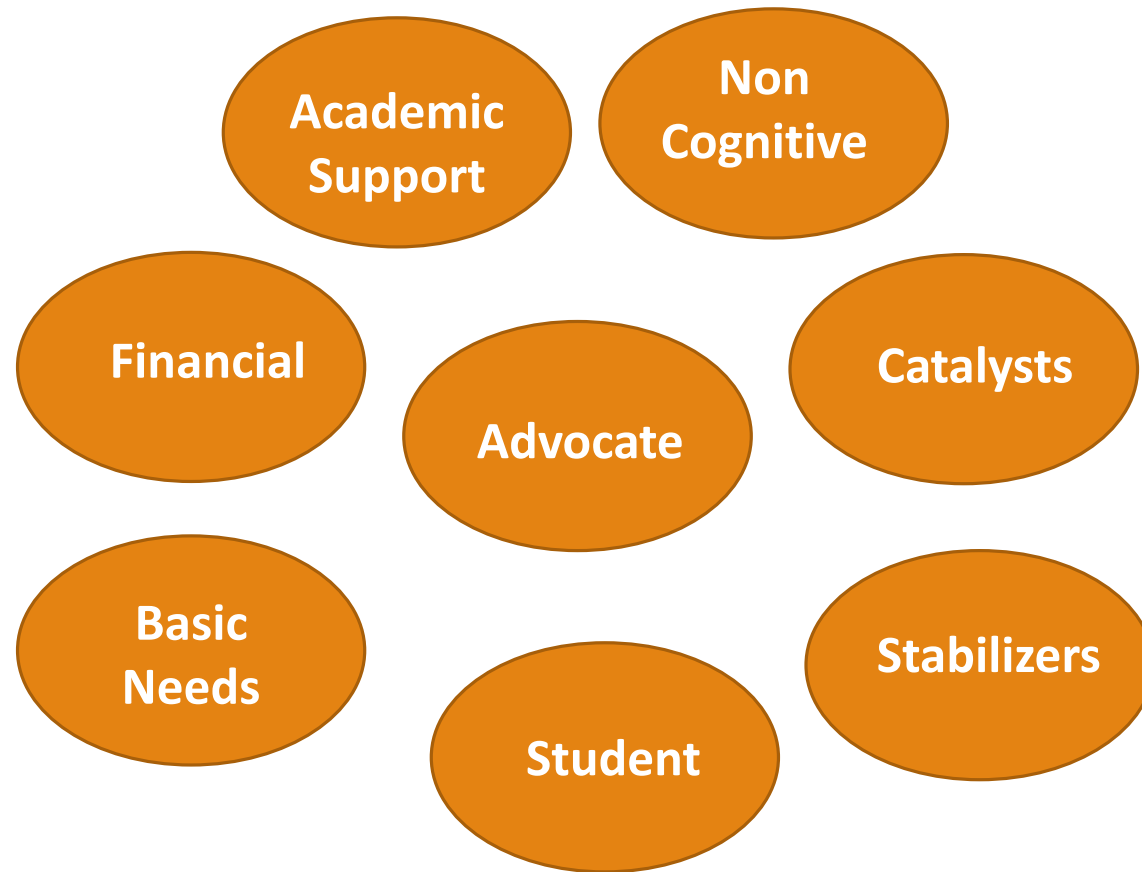 Academic
Support
Non
Cognitive
Financial
Catalysts
Advocate
Basic
Needs
Stabilizers
Student